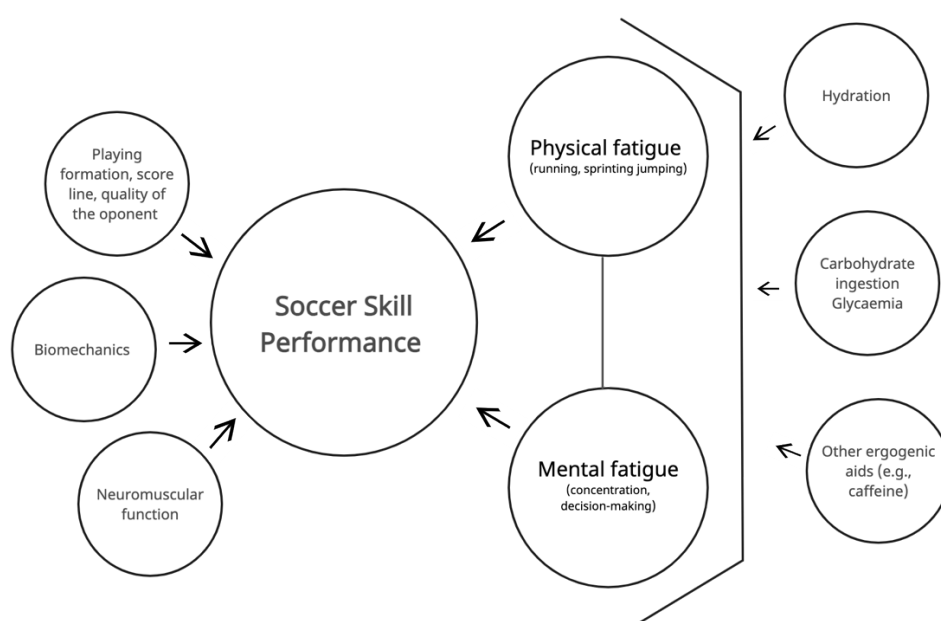 Playing
formation, score
line, quality of
the oponent
Biomechanics
Neuromuscular
function
Soccer Skill
Performance
Physical fatigue
(running, sprinting jumping)
Mental fatigue
(concentration,
decision-making)
Hydration
Carbohydrate
ingestion
Glycaemia
Other ergogenic
aids (e.g.,
caffeine)